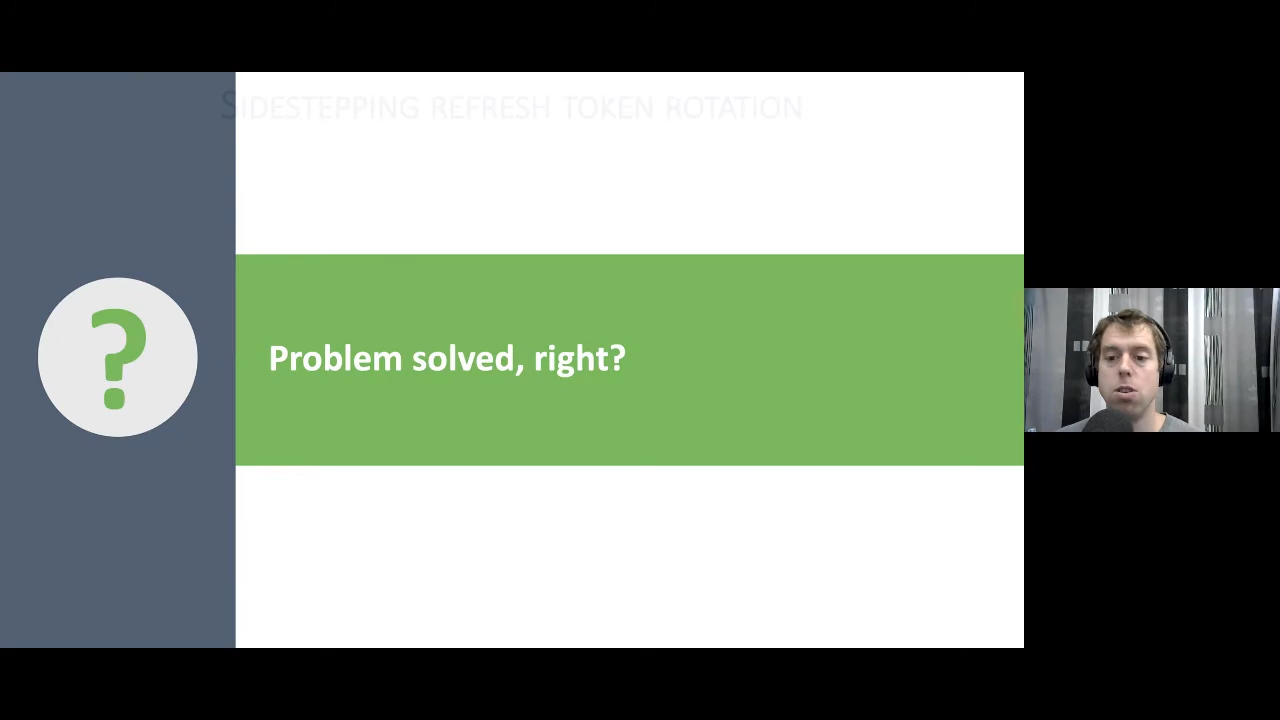 SIDESTEPPING REFRESH TOKEN ROTATION
?
Problem solved, right?